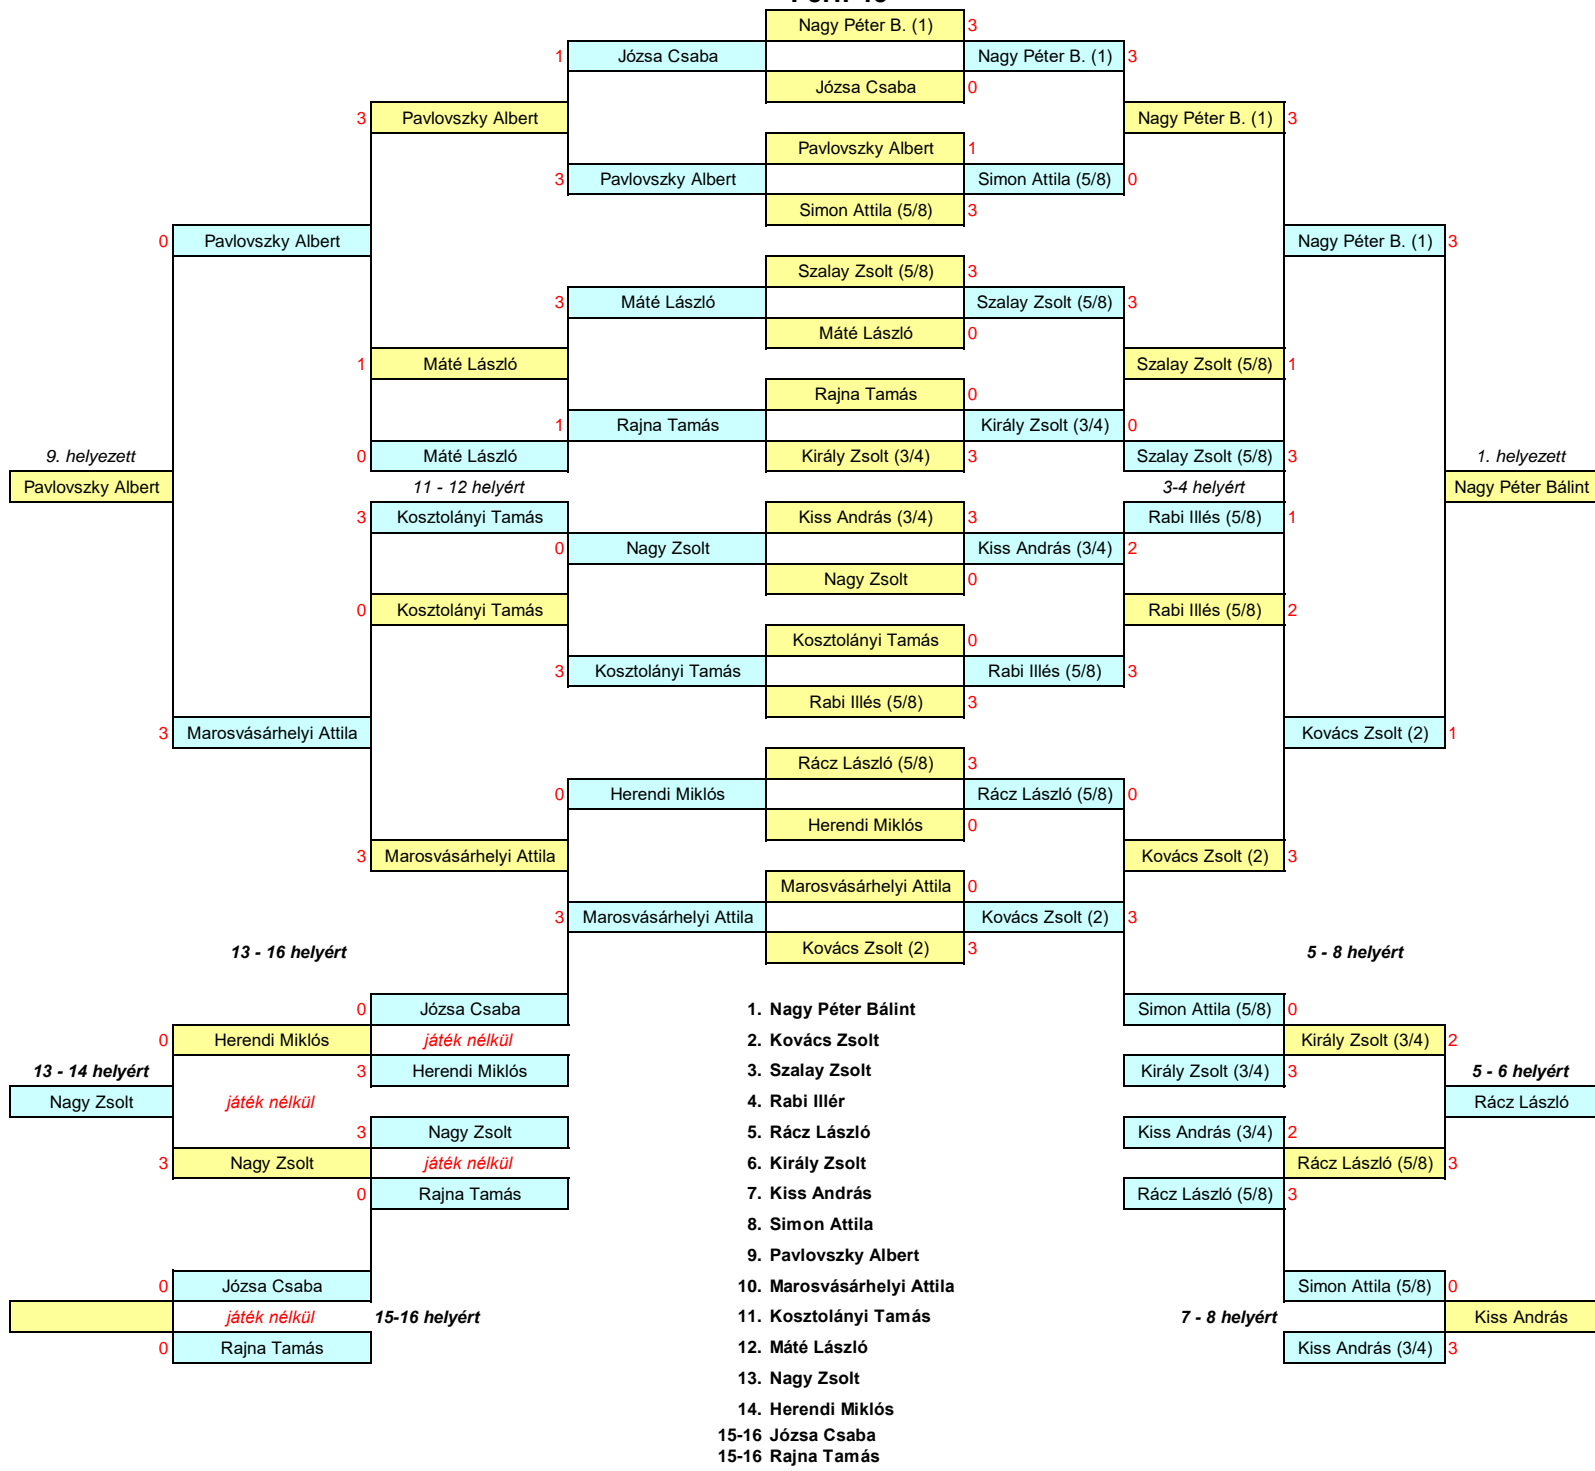 Nagy Péter B. (1) 3
1 Józsa Csaba Nagy Péter B. (1) 3
Józsa Csaba 0
3 Pavlovszky Albert Nagy Péter B. (1) 3
Pavlovszky Albert 1
3 Pavlovszky Albert Simon Attila (5/8) 0
Simon Attila (5/8) 3
0 Pavlovszky Albert Nagy Péter B. (1) 3
Szalay Zsolt (5/8) 3
3 Máté László Szalay Zsolt (5/8) 3
Máté László 0
1 Máté László Szalay Zsolt (5/8) 1
Rajna Tamás 0
1 Rajna Tamás Király Zsolt (3/4) 0
9. helyezett 0 Máté László Király Zsolt (3/4) 3 Szalay Zsolt (5/8) 3 1. helyezett
Pavlovszky Albert 11 - 12 helyért 3-4 helyért Nagy Péter Bálint
3 Kosztolányi Tamás Kiss András (3/4) 3 Rabi Illés (5/8) 1
0 Nagy Zsolt Kiss András (3/4) 2
Nagy Zsolt 0
0 Kosztolányi Tamás Rabi Illés (5/8) 2
Kosztolányi Tamás 0
3 Kosztolányi Tamás Rabi Illés (5/8) 3
Rabi Illés (5/8) 3
3 Marosvásárhelyi Attila Kovács Zsolt (2) 1
Rácz László (5/8) 3
0 Herendi Miklós Rácz László (5/8) 0
Herendi Miklós 0
3 Marosvásárhelyi Attila Kovács Zsolt (2) 3
Marosvásárhelyi Attila 0
3 Marosvásárhelyi Attila Kovács Zsolt (2) 3
13 - 16 helyért Kovács Zsolt (2) 3 5 - 8 helyért
0 Józsa Csaba 1. Nagy Péter Bálint Simon Attila (5/8) 0
0 Herendi Miklós játék nélkül 2. Kovács Zsolt Király Zsolt (3/4) 2
13 - 14 helyért 3 Herendi Miklós 3. Szalay Zsolt Király Zsolt (3/4) 3 5 - 6 helyért
Nagy Zsolt játék nélkül 4. Rabi Illér Rácz László
3 Nagy Zsolt 5. Rácz László Kiss András (3/4) 2
3 Nagy Zsolt játék nélkül 6. Király Zsolt Rácz László (5/8) 3
0 Rajna Tamás 7. Kiss András Rácz László (5/8) 3
8. Simon Attila
9. Pavlovszky Albert
0 Józsa Csaba 10. Marosvásárhelyi Attila Simon Attila (5/8) 0
játék nélkül 15-16 helyért 11. Kosztolányi Tamás 7 - 8 helyért Kiss András
0 Rajna Tamás 12. Máté László Kiss András (3/4) 3
13. Nagy Zsolt
14. Herendi Miklós
15-16 Józsa Csaba
15-16 Rajna Tamás